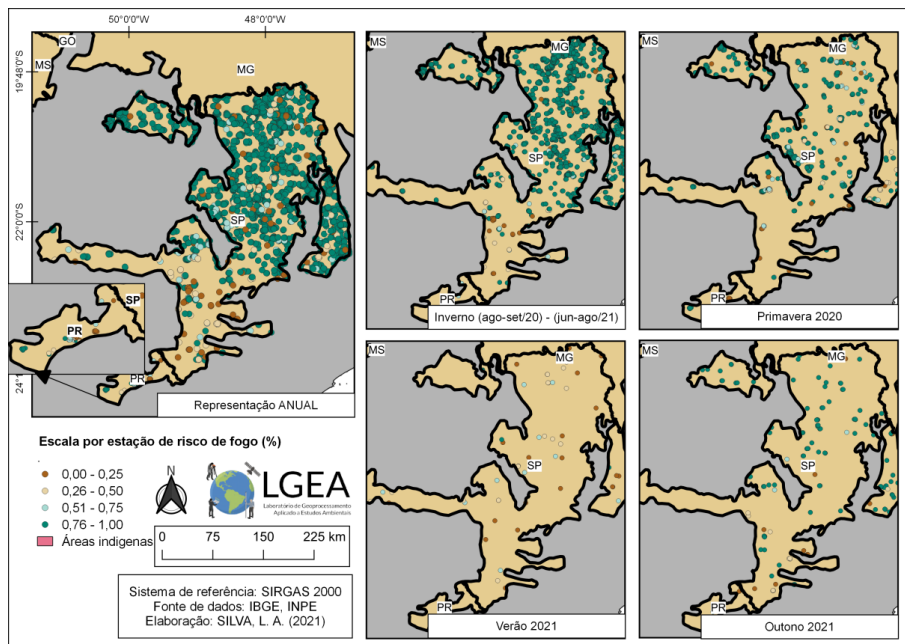 50°0'0"W
48°0'0"W
19°48'0"S
22°0'0"S
24°1
GO
MS
MG
SP
SP
PR
PR
Representação ANUAL
MS
MG
SP
PR
Inverno (ago-set/20) - (jun-ago/21)
MS
MG
SP
PR
Primavera 2020
MS
MG
SP
PR
Verão 2021
MS
MG
SP
PR
Outono 2021
Escala por estação de risco de fogo (%)
0,00 - 0,25
0,26 - 0,50
0,51 - 0,75
0,76 - 1,00
Áreas indigenas
N
LGEA
Laboratório de Geoprocessamento
Aplicado a Estudos Ambientais
0 75 150 225 km
Sistema de referência: SIRGAS 2000
Fonte de dados: IBGE, INPE
Elaboração: SILVA, L. A. (2021)